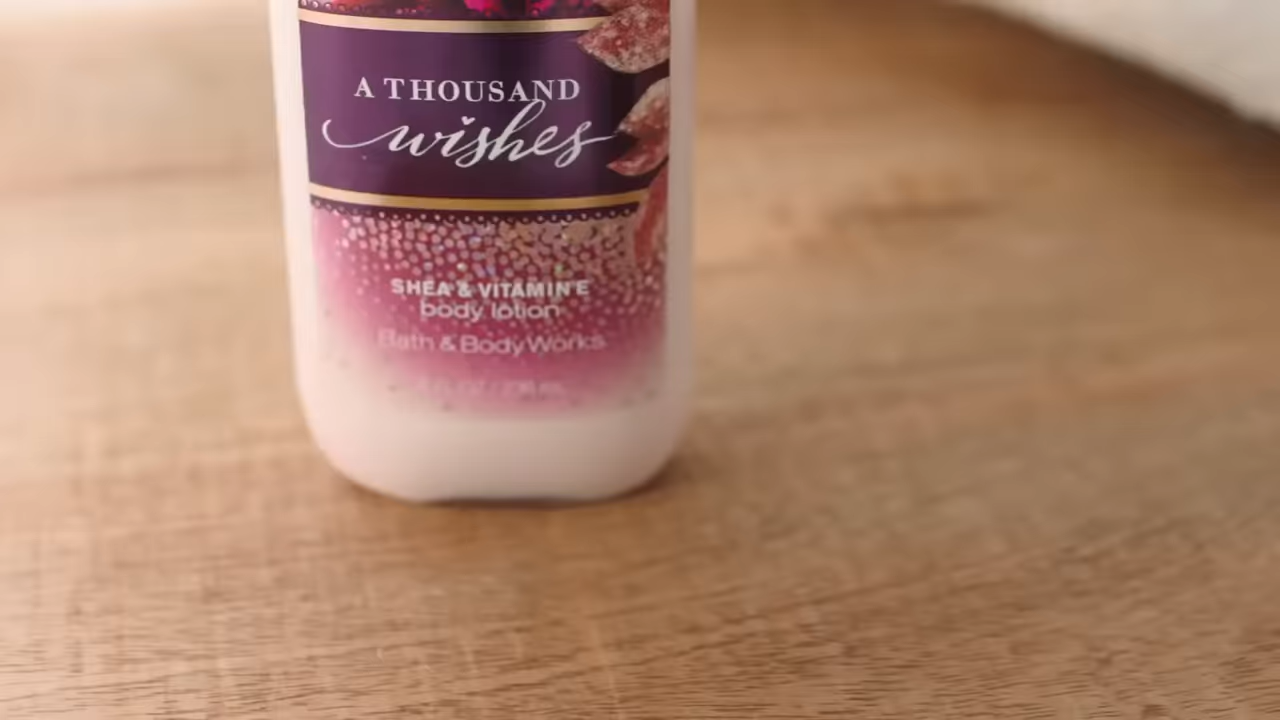 A THOUSAND
wishes
SHEA & VITAMIN E
body lotion
Bath & Body Works